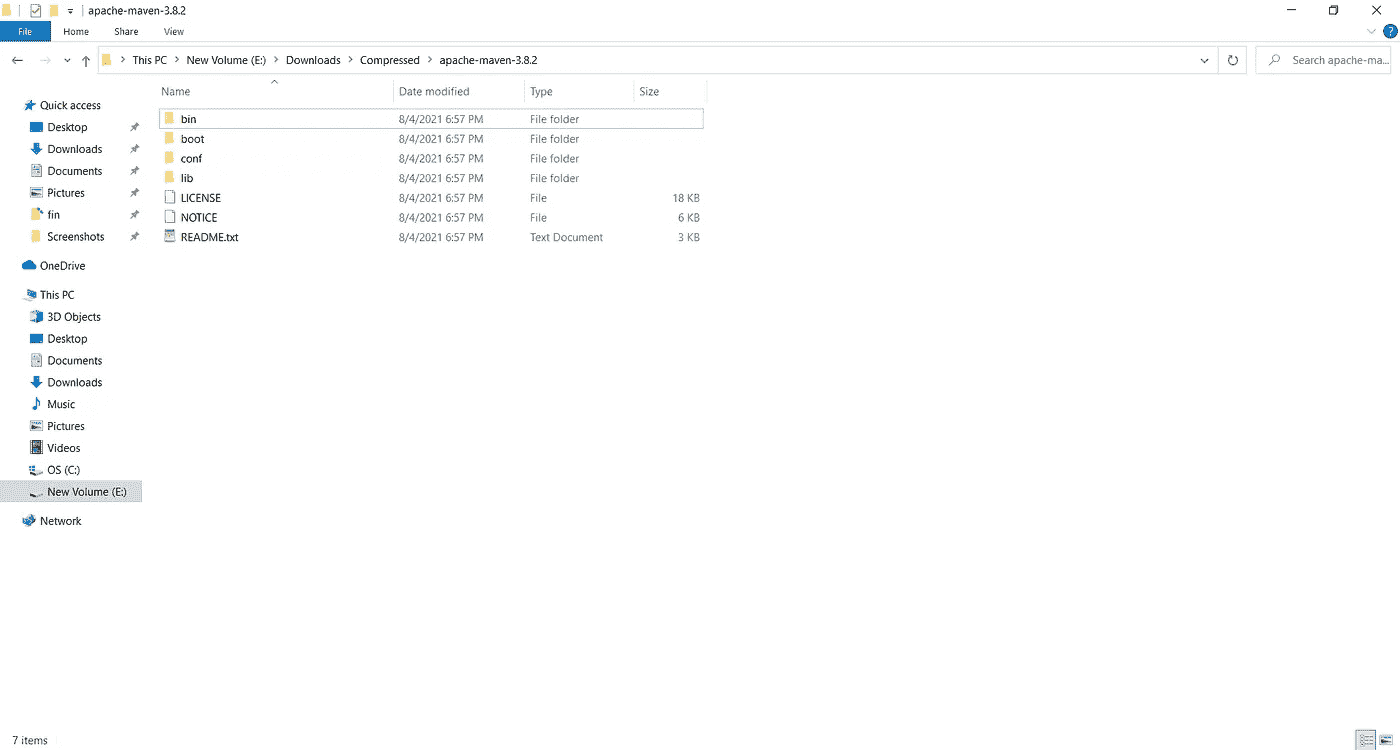 apache-maven-3.8.2
File Home Share View
This PC New Volume (E:) Downloads Compressed apache-maven-3.8.2 Search apache-ma...
Name Date modified Type Size
Quick access
Desktop
Downloads
Documents
Pictures
fin
Screenshots
OneDrive
This PC
3D Objects
Desktop
Documents
Downloads
Music
Pictures
Videos
OS (C:)
New Volume (E:)
Network
bin 8/4/2021 6:57 PM File folder
boot 8/4/2021 6:57 PM File folder
conf 8/4/2021 6:57 PM File folder
lib 8/4/2021 6:57 PM File folder
LICENSE 8/4/2021 6:57 PM File 18 KB
NOTICE 8/4/2021 6:57 PM File 6 KB
README.txt 8/4/2021 6:57 PM Text Document 3 KB
7 items